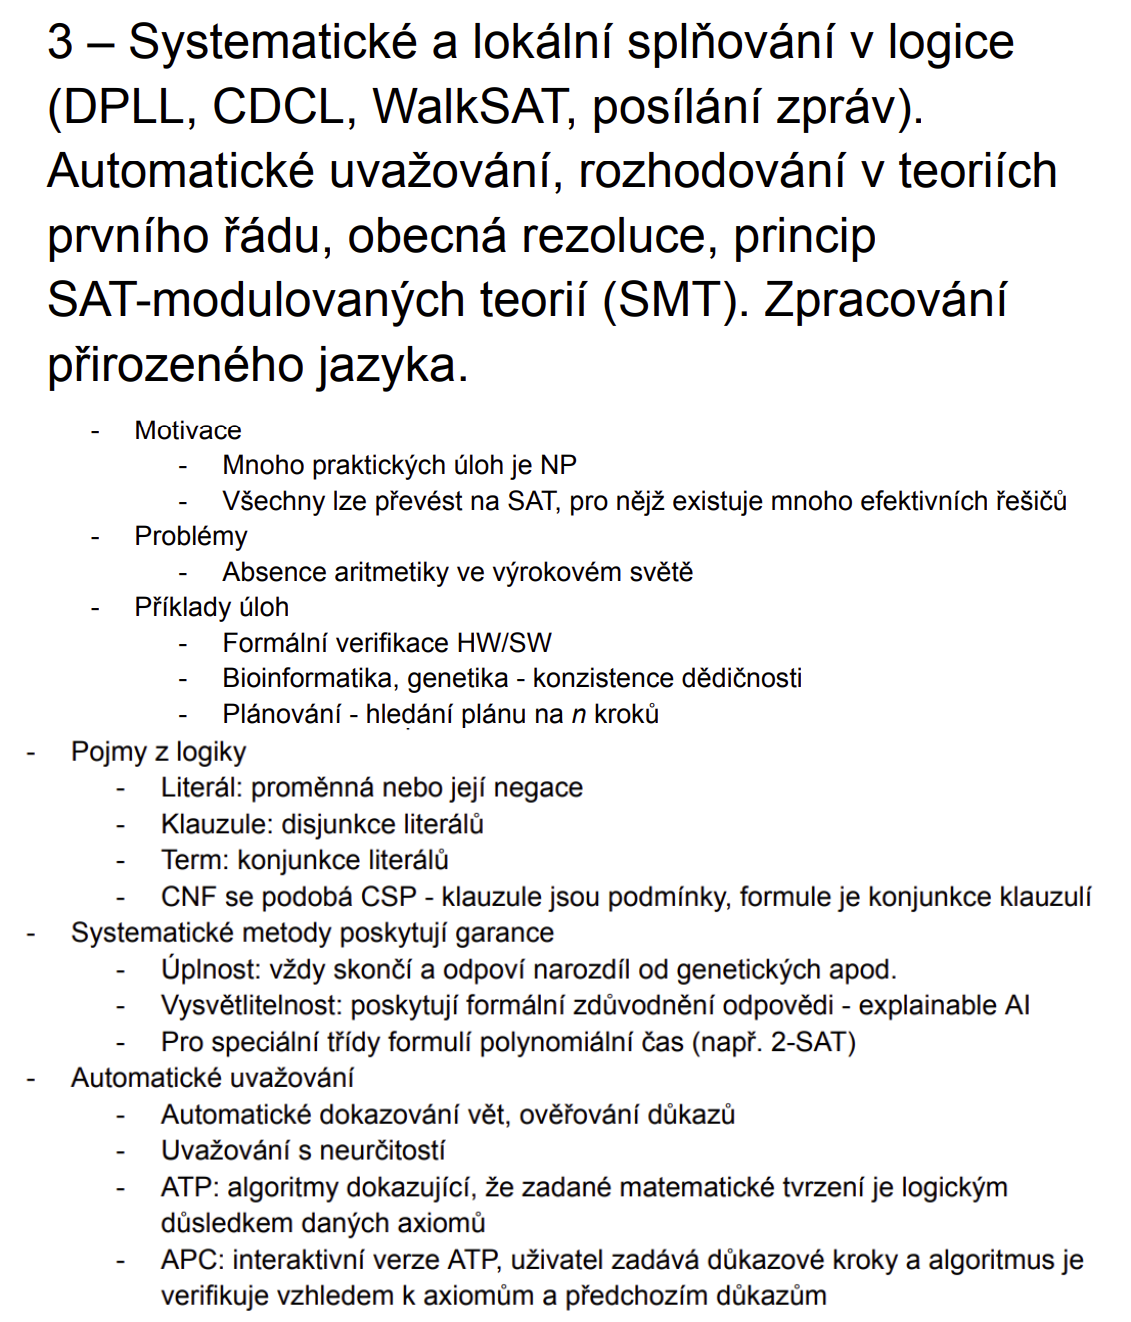 3 – Systematické a lokální splňování v logice
(DPLL, CDCL, WalkSAT, posílání zpráv).
Automatické uvažování, rozhodování v teoriích
prvního řádu, obecná rezoluce, princip
SAT-modulovaných teorií (SMT). Zpracování
přirozeného jazyka.
- Motivace
- Mnoho praktických úloh je NP
- Všechny lze převést na SAT, pro nějž existuje mnoho efektivních řešičů
- Problémy
- Absence aritmetiky ve výrokovém světě
- Příklady úloh
- Formální verifikace HW/SW
- Bioinformatika, genetika - konzistence dědičnosti
- Plánování - hledání plánu na n kroků
- Pojmy z logiky
- Literál: proměnná nebo její negace
- Klauzule: disjunkce literálů
- Term: konjunkce literálů
- CNF se podobá CSP - klauzule jsou podmínky, formule je konjunkce klauzulí
- Systematické metody poskytují garance
- Úplnost: vždy skončí a odpoví narozdíl od genetických apod.
- Vysvětlitelnost: poskytují formální zdůvodnění odpovědi - explainable AI
- Pro speciální třídy formulí polynomiální čas (např. 2-SAT)
- Automatické uvažování
- Automatické dokazování vět, ověřování důkazů
- Uvažování s neurčitostí
- ATP: algoritmy dokazující, že zadané matematické tvrzení je logickým
důsledkem daných axiomů
- APC: interaktivní verze ATP, uživatel zadává důkazové kroky a algoritmus je
verifikuje vzhledem k axiomům a předchozím důkazům